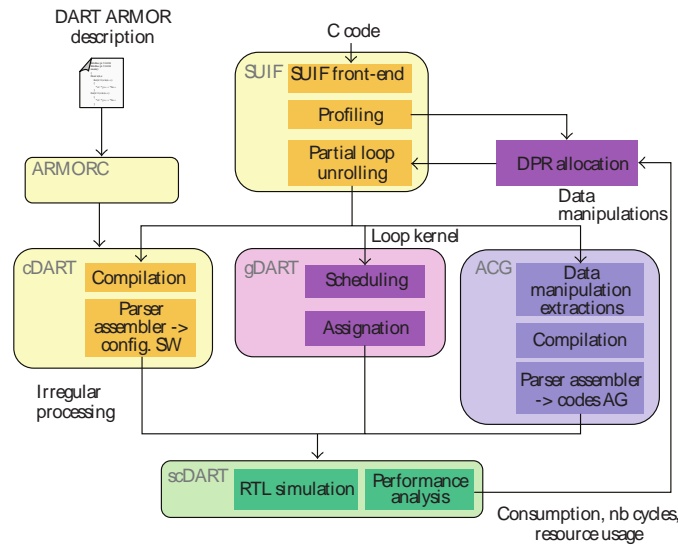 DART ARMOR
description
C code
SUIF
SUIF front-end
Profiling
Partial loop
unrolling
DPR allocation
ARMORC
Data
manipulations
Loop kernel
cDART
Compilation
Parser
assembler ->
config. SW
gDART
Scheduling
Assignation
ACG
Data
manipulation
extractions
Compilation
Parser assembler
-> codes AG
Irregular
processing
scDART
RTL simulation
Performance
analysis
Consumption, nb cycles,
resource usage